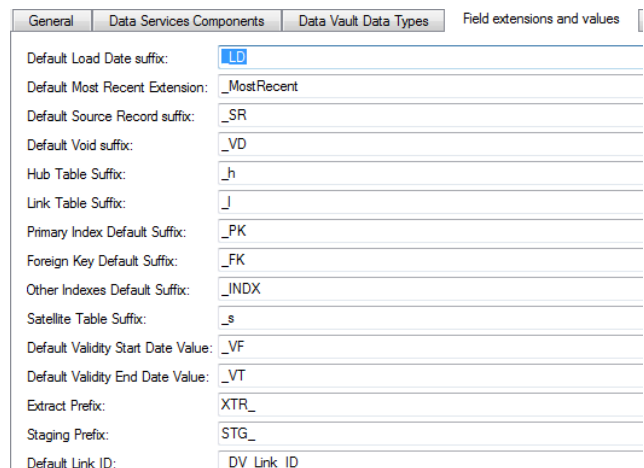 General Data Services Components Data Vault Data Types Field extensions and values
Default Load Date suffix: _LD
Default Most Recent Extension: _MostRecent
Default Source Record suffix: _SR
Default Void suffix: _VD
Hub Table Suffix: _h
Link Table Suffix: _l
Primary Index Default Suffix: _PK
Foreign Key Default Suffix: _FK
Other Indexes Default Suffix: _INDX
Satellite Table Suffix: _s
Default Validity Start Date Value: _VF
Default Validity End Date Value: _VT
Extract Prefix: XTR_
Staging Prefix: STG_
Default Link ID: _DV_Link_ID